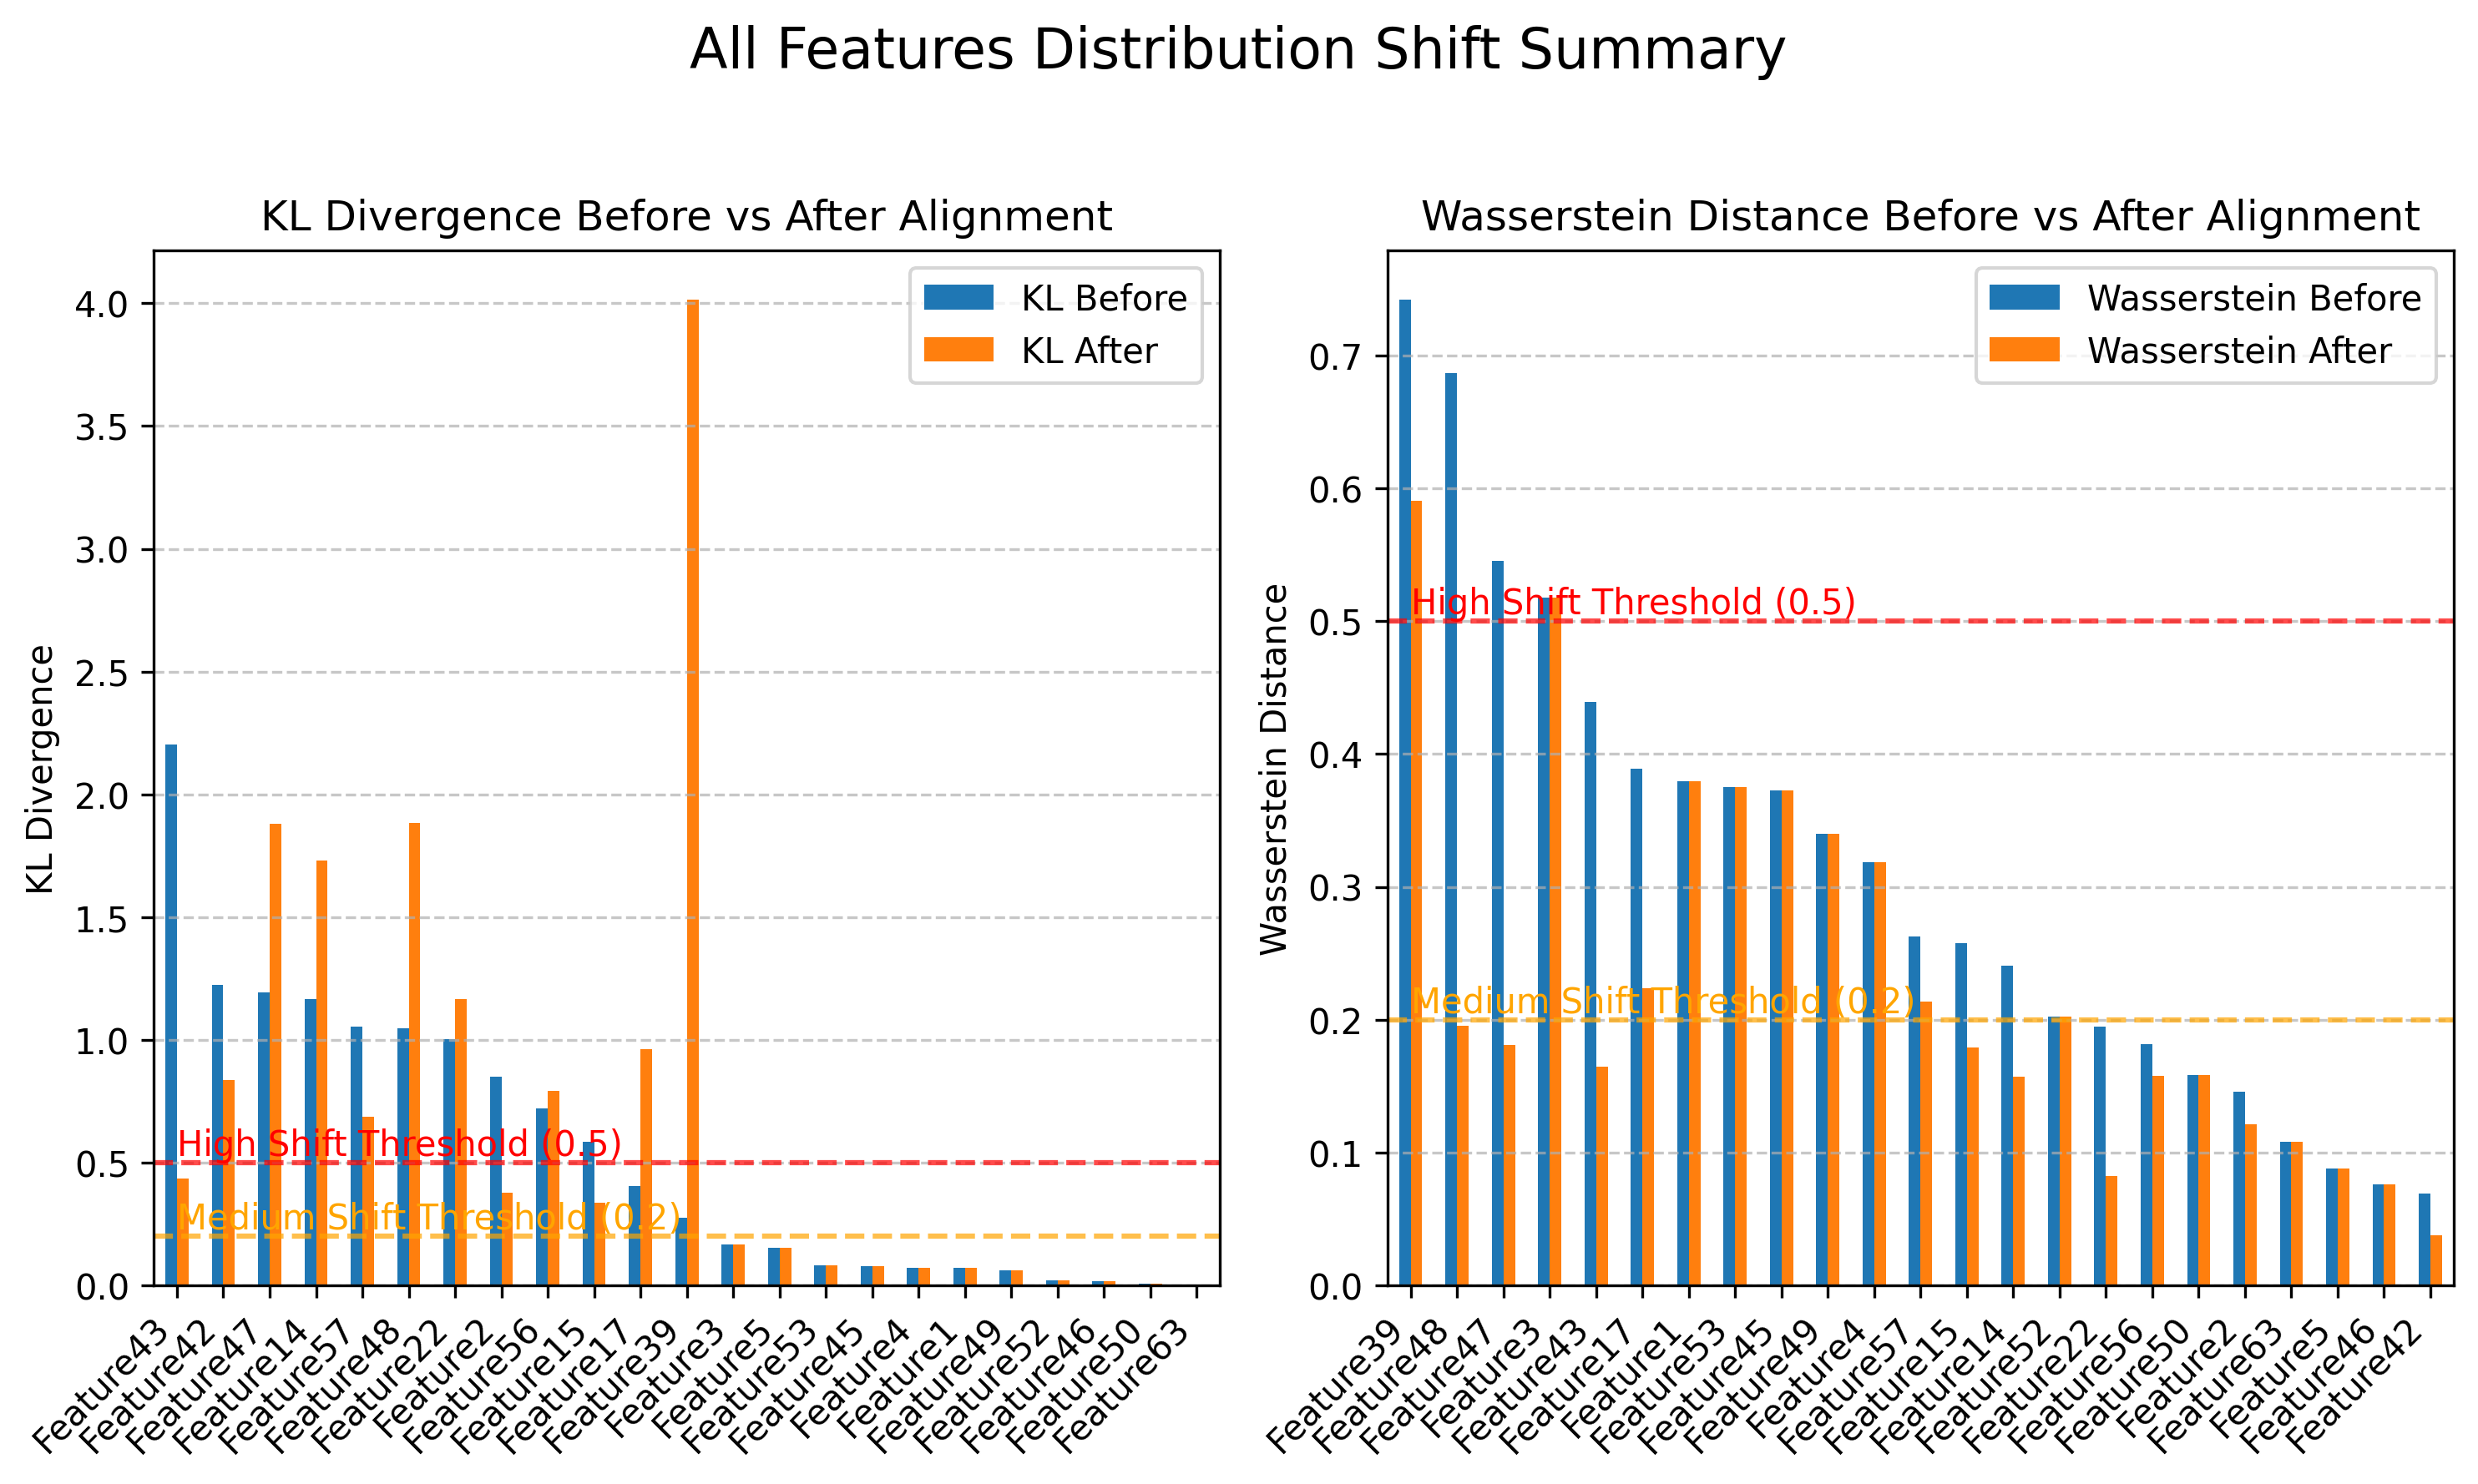 All Features Distribution Shift Summary
KL Divergence Before vs After Alignment
KL Divergence
4.0
3.5
3.0
2.5
2.0
1.5
1.0
0.5
0.0
KL Before
KL After
High Shift Threshold (0.5)
Medium Shift Threshold (0.2)
Feature43
Feature42
Feature47
Feature14
Feature57
Feature48
Feature22
Feature2
Feature56
Feature15
Feature17
Feature39
Feature3
Feature5
Feature53
Feature45
Feature4
Feature1
Feature49
Feature52
Feature46
Feature50
Feature63
Wasserstein Distance Before vs After Alignment
Wasserstein Distance
0.7
0.6
0.5
0.4
0.3
0.2
0.1
0.0
Wasserstein Before
Wasserstein After
High Shift Threshold (0.5)
Medium Shift Threshold (0.2)
Feature39
Feature48
Feature47
Feature3
Feature43
Feature17
Feature1
Feature53
Feature45
Feature49
Feature4
Feature57
Feature15
Feature14
Feature52
Feature22
Feature56
Feature50
Feature2
Feature63
Feature5
Feature46
Feature42